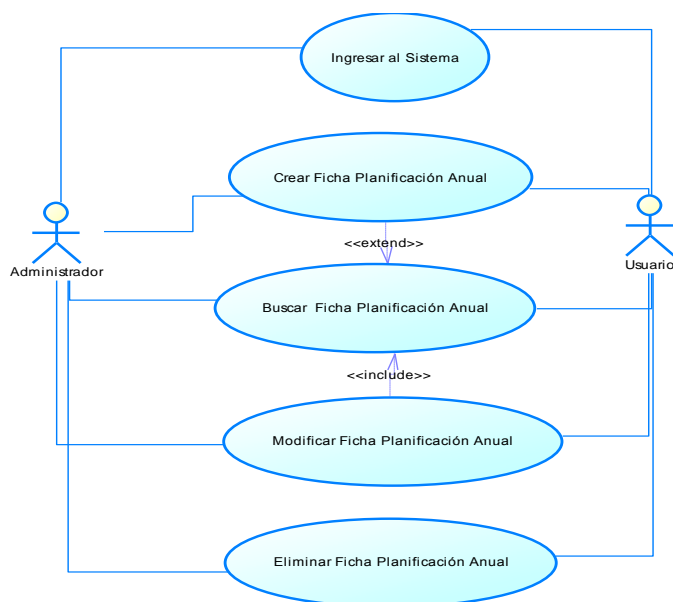 Ingresar al Sistema
Crear Ficha Planificación Anual
<<extend>>
Administrador
Usuario
Buscar Ficha Planificación Anual
<<include>>
Modificar Ficha Planificación Anual
Eliminar Ficha Planificación Anual